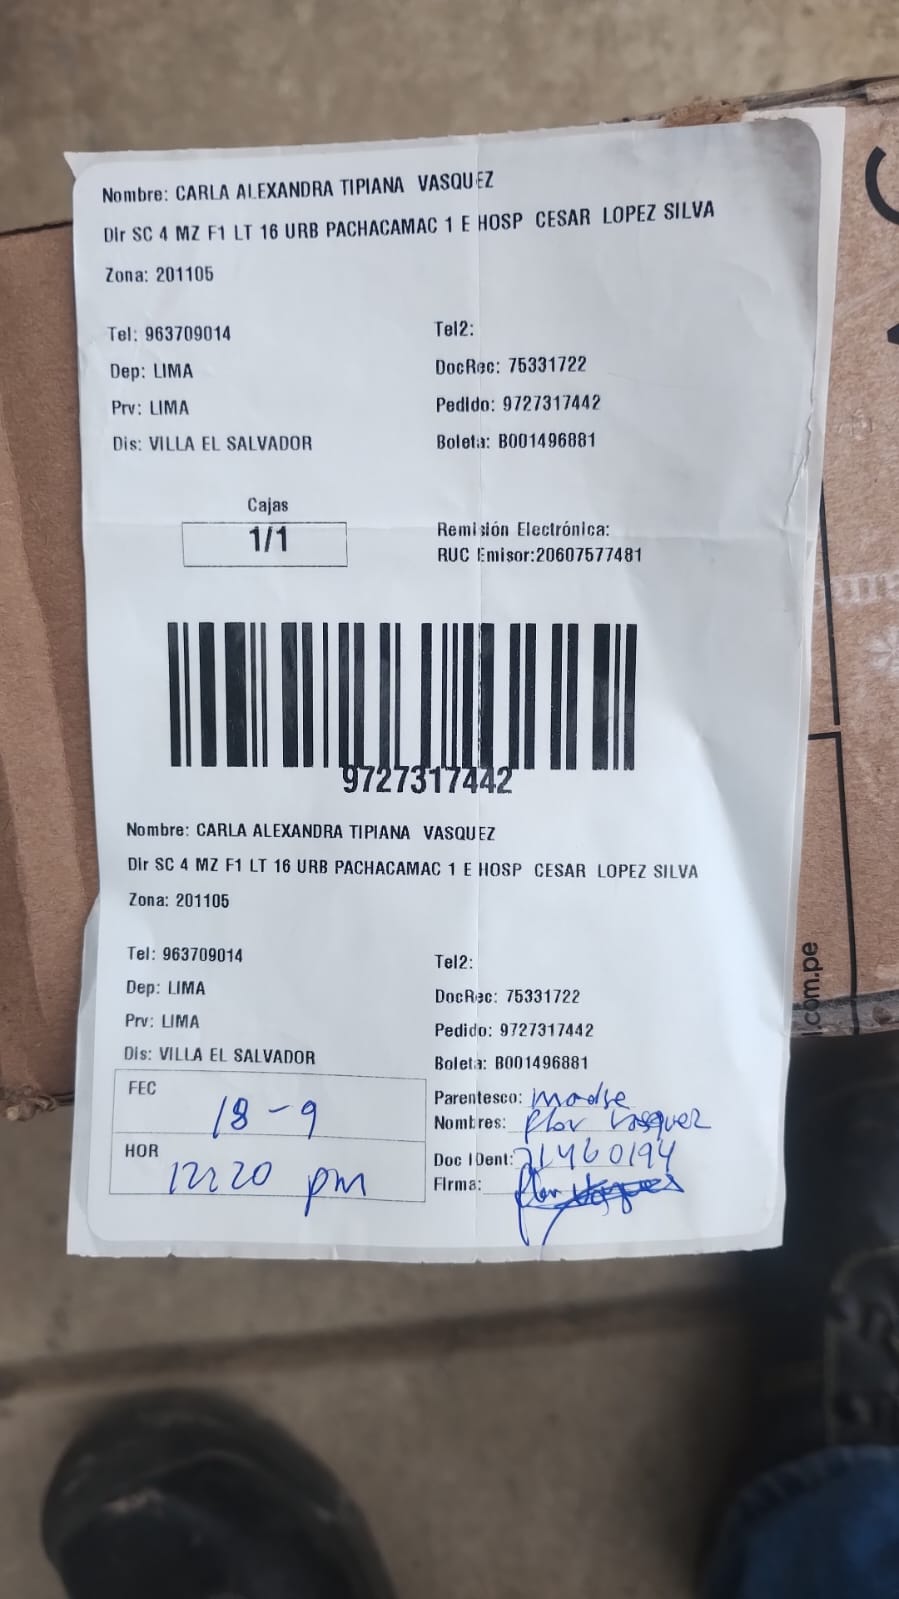 Nombre: CARLA ALEXANDRA TIPIANA VASQUEZ
Dir SC 4 MZ F1 LT 16 URB PACHACAMAC 1 E HOSP CESAR LOPEZ SILVA
Zona: 201105
Tel: 963709014 Tel2:
Dep: LIMA DocRec: 75331722
Prv: LIMA Pedido: 9727317442
Dis: VILLA EL SALVADOR Boleta: B001496881
Cajas
1/1
Remisión Electrónica:
RUC Emisor:20607577481
9727317442
Nombre: CARLA ALEXANDRA TIPIANA VASQUEZ
Dir SC 4 MZ F1 LT 16 URB PACHACAMAC 1 E HOSP CESAR LOPEZ SILVA
Zona: 201105
Tel: 963709014 Tel2:
Dep: LIMA DocRec: 75331722
Prv: LIMA Pedido: 9727317442
Dis: VILLA EL SALVADOR Boleta: B001496881
FEC 18-9
HOR 12:20 pm
Parentesco: Madre
Nombres: Flor Vasquez
Doc IDent: 21460194
Firma: Flor
l.com.pe